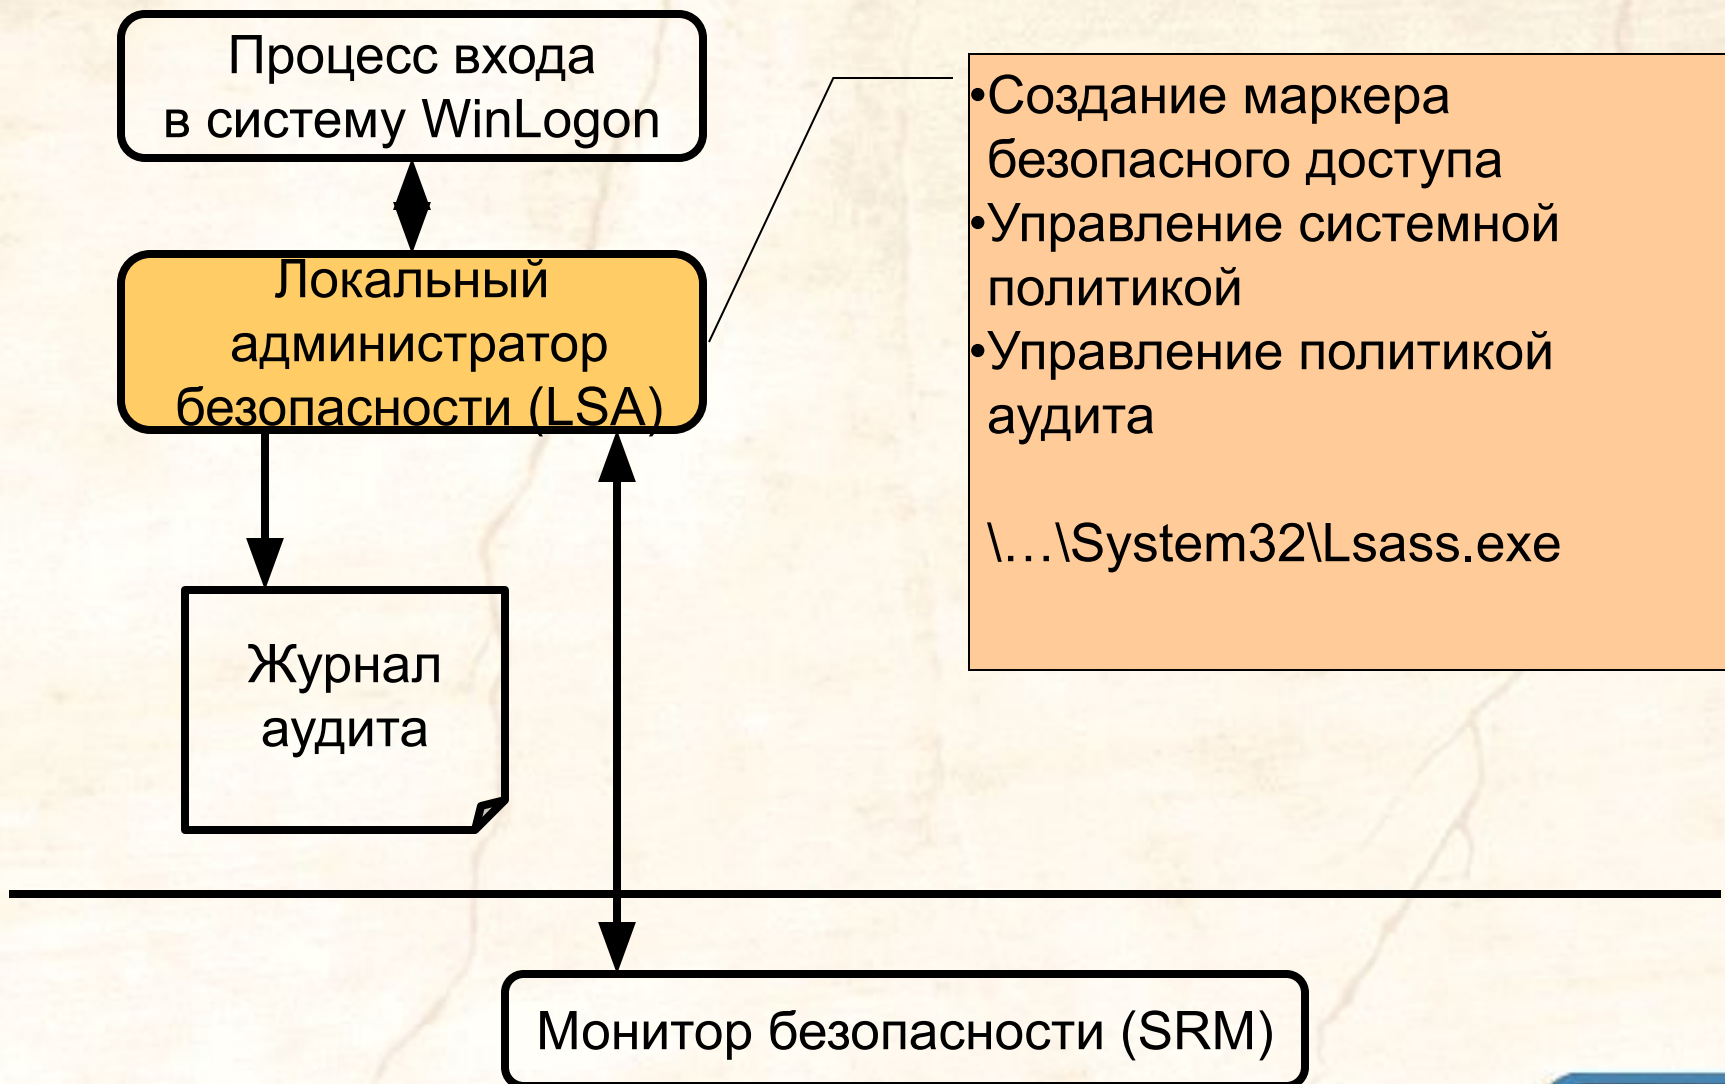 Процесс входа
в систему WinLogon
Локальный
администратор
безопасности (LSA)
•Создание маркера
безопасного доступа
•Управление системной
политикой
•Управление политикой
аудита
\…\System32\Lsass.exe
Журнал
аудита
Монитор безопасности (SRM)